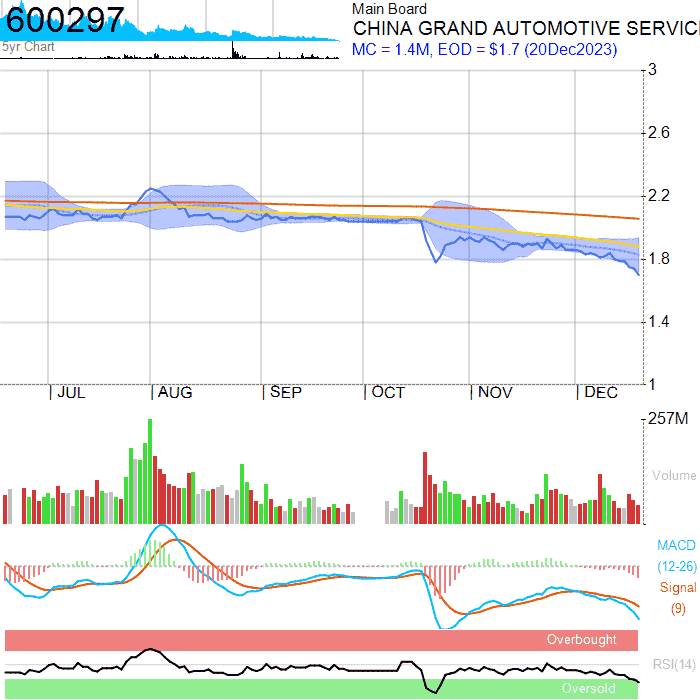 600297
5yr Chart
Main Board
CHINA GRAND AUTOMOTIVE SERVIC
MC = 1.4M, EOD = $1.7 (20Dec2023)
3
2.6
2.2
1.8
1.4
1
JUL
AUG
SEP
OCT
NOV
DEC
257M
Volume
MACD
(12-26)
Signal
(9)
Overbought
RSI(14)
Oversold